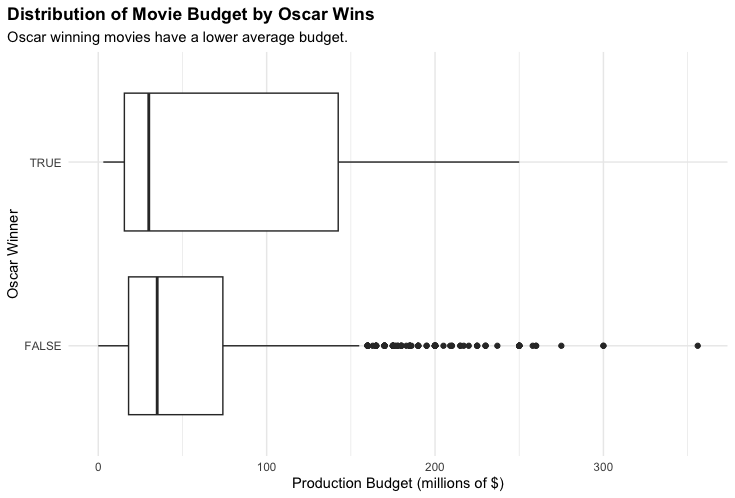 Distribution of Movie Budget by Oscar Wins
Oscar winning movies have a lower average budget.
Oscar Winner
TRUE
FALSE
0 100 200 300
Production Budget (millions of $)